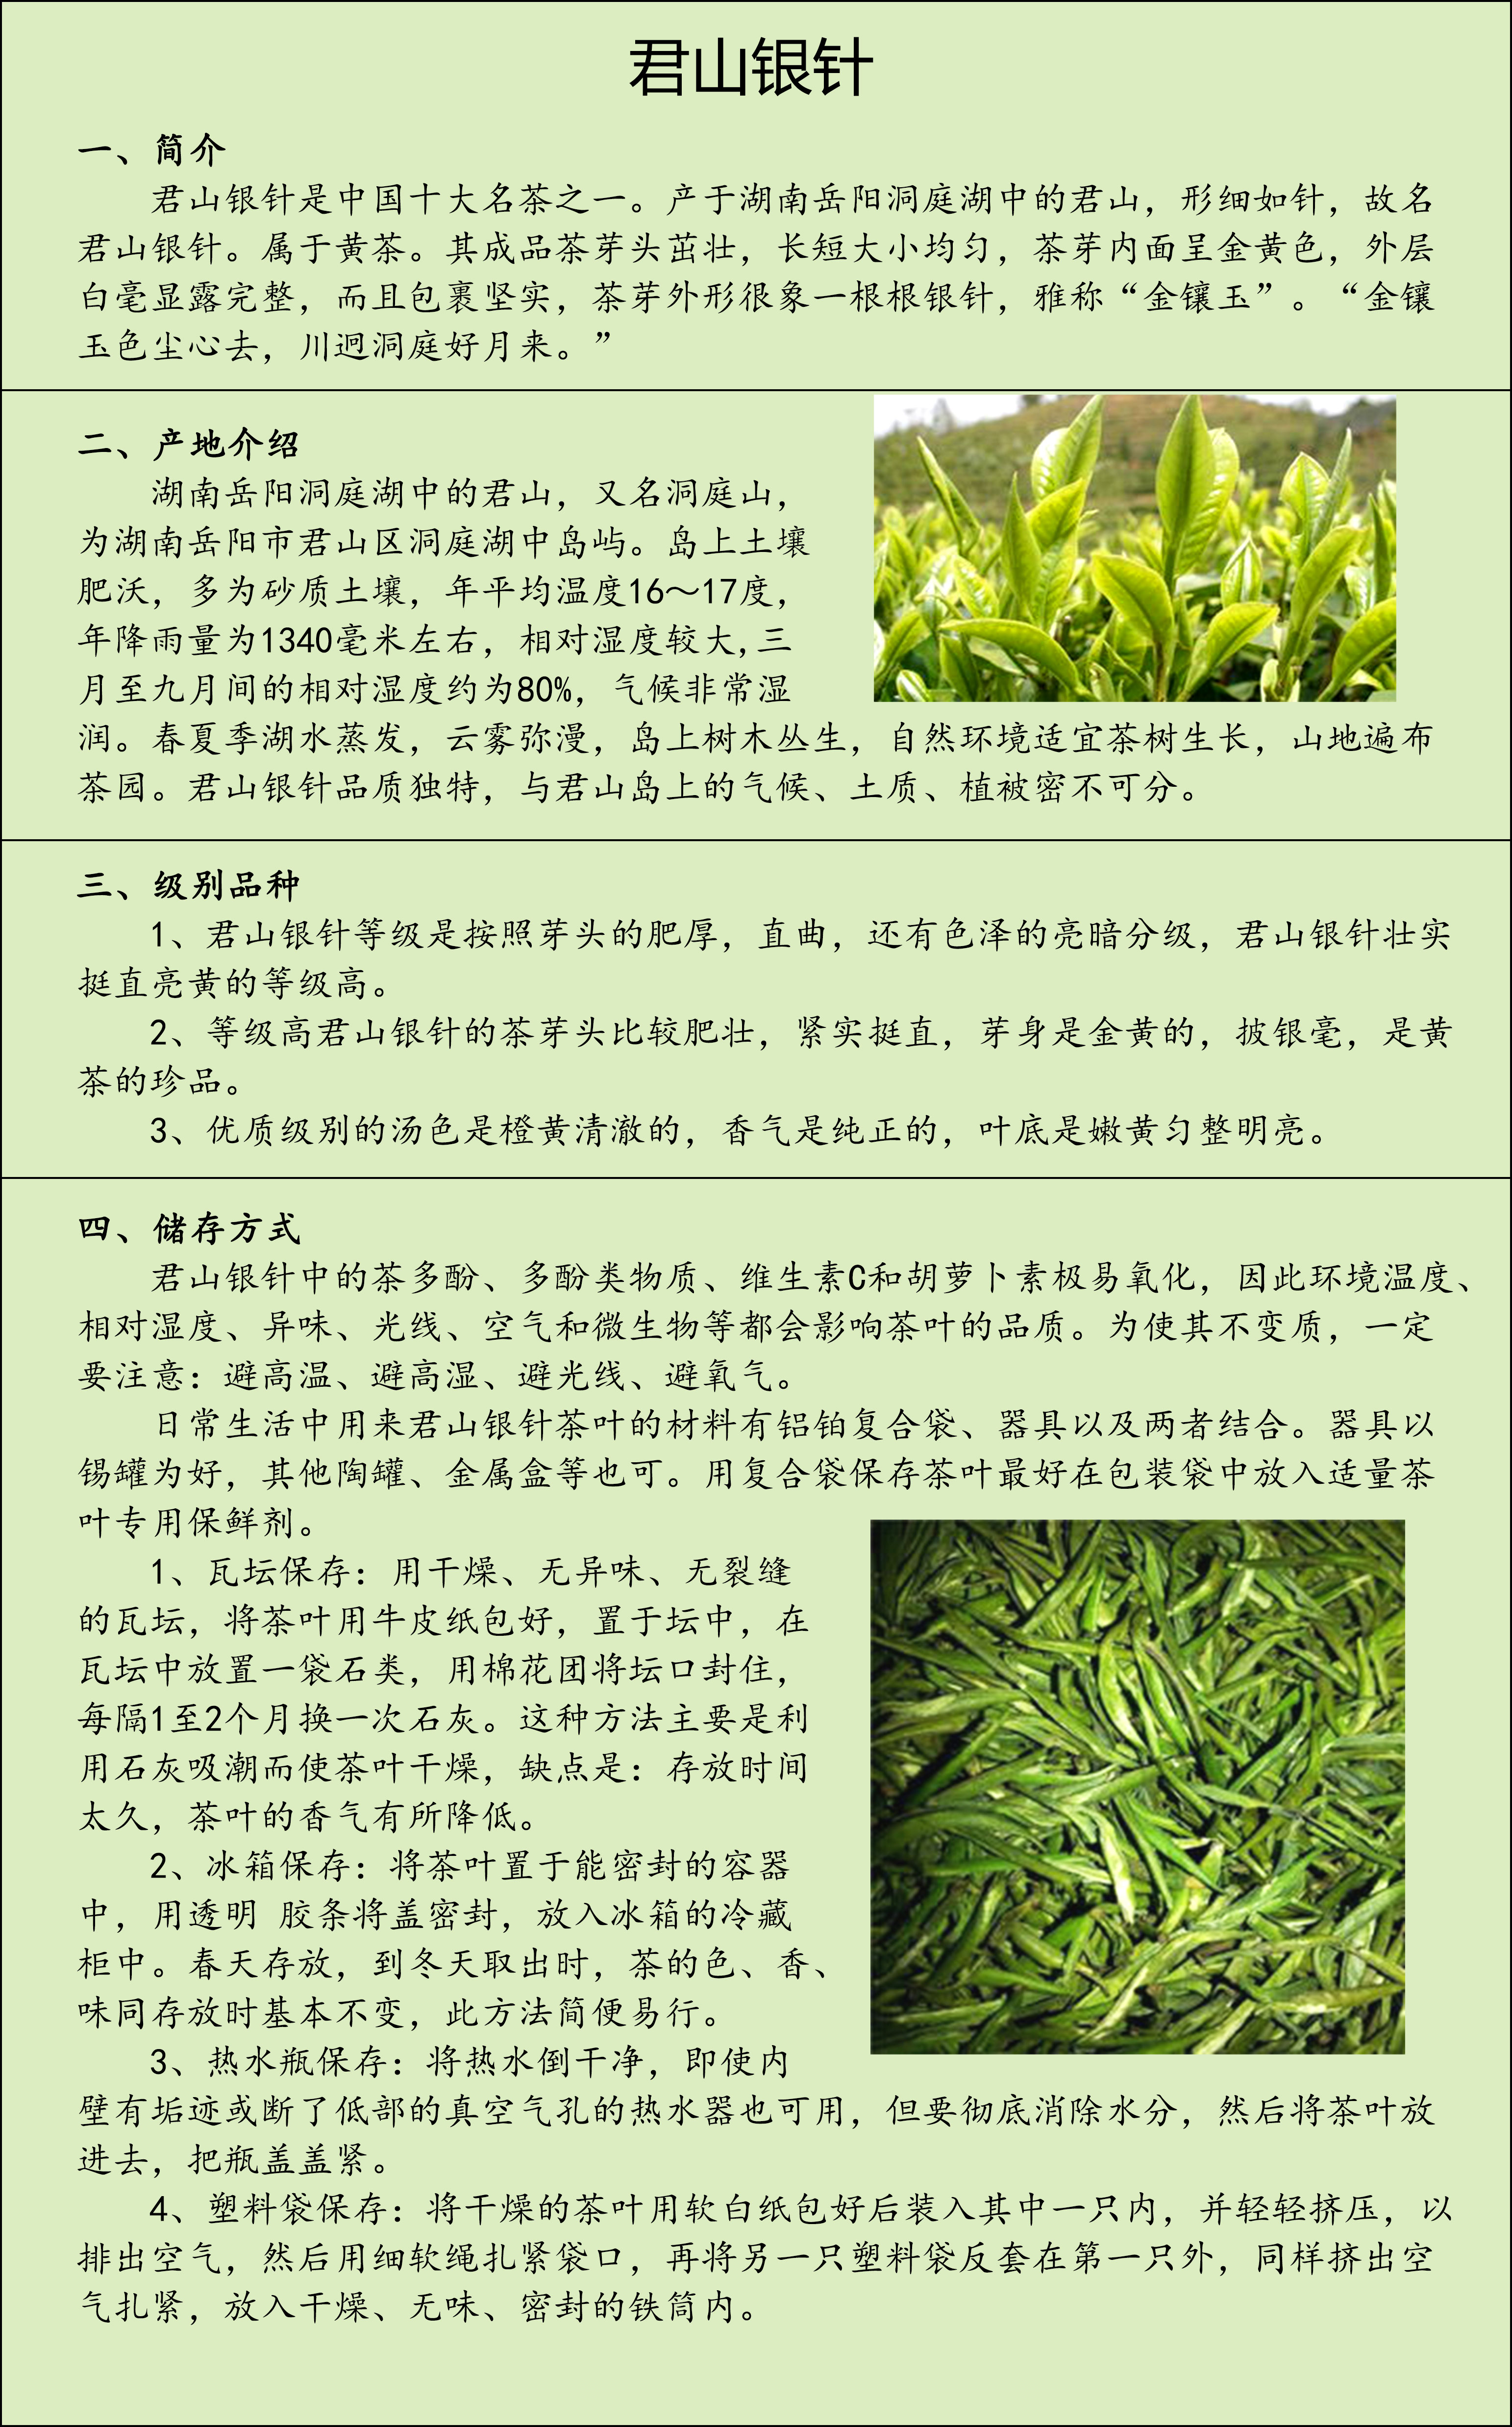 君山银针
一、简介
君山银针是中国十大名茶之一。产于湖南岳阳洞庭湖中的君山，形细如针，故名
君山银针。属于黄茶。其成品茶芽头茁壮，长短大小均匀，茶芽内面呈金黄色，外层
白毫显露完整，而且包裹坚实，茶芽外形很象一根根银针，雅称“金镶玉”。“金镶
玉色尘心去，川迥洞庭好月来。”
二、产地介绍
湖南岳阳洞庭湖中的君山，又名洞庭山，
为湖南岳阳市君山区洞庭湖中岛屿。岛上土壤
肥沃，多为砂质土壤，年平均温度16～17度，
年降雨量为1340毫米左右，相对湿度较大,三
月至九月间的相对湿度约为80%，气候非常湿
润。春夏季湖水蒸发，云雾弥漫，岛上树木丛生，自然环境适宜茶树生长，山地遍布
茶园。君山银针品质独特，与君山岛上的气候、土质、植被密不可分。
三、级别品种
1、君山银针等级是按照芽头的肥厚，直曲，还有色泽的亮暗分级，君山银针壮实
挺直亮黄的等级高。
2、等级高君山银针的茶芽头比较肥壮，紧实挺直，芽身是金黄的，披银毫，是黄
茶的珍品。
3、优质级别的汤色是橙黄清澈的，香气是纯正的，叶底是嫩黄匀整明亮。
四、储存方式
君山银针中的茶多酚、多酚类物质、维生素C和胡萝卜素极易氧化，因此环境温度、
相对湿度、异味、光线、空气和微生物等都会影响茶叶的品质。为使其不变质，一定
要注意：避高温、避高湿、避光线、避氧气。
日常生活中用来君山银针茶叶的材料有铝铂复合袋、器具以及两者结合。器具以
锡罐为好，其他陶罐、金属盒等也可。用复合袋保存茶叶最好在包装袋中放入适量茶
叶专用保鲜剂。
1、瓦坛保存：用干燥、无异味、无裂缝
的瓦坛，将茶叶用牛皮纸包好，置于坛中，在
瓦坛中放置一袋石类，用棉花团将坛口封住，
每隔1至2个月换一次石灰。这种方法主要是利
用石灰吸潮而使茶叶干燥，缺点是：存放时间
太久，茶叶的香气有所降低。
2、冰箱保存：将茶叶置于能密封的容器
中，用透明 胶条将盖密封，放入冰箱的冷藏
柜中。春天存放，到冬天取出时，茶的色、香、
味同存放时基本不变，此方法简便易行。
3、热水瓶保存：将热水倒干净，即使内
壁有垢迹或断了低部的真空气孔的热水器也可用，但要彻底消除水分，然后将茶叶放
进去，把瓶盖盖紧。
4、塑料袋保存：将干燥的茶叶用软白纸包好后装入其中一只内，并轻轻挤压，以
排出空气，然后用细软绳扎紧袋口，再将另一只塑料袋反套在第一只外，同样挤出空
气扎紧，放入干燥、无味、密封的铁筒内。